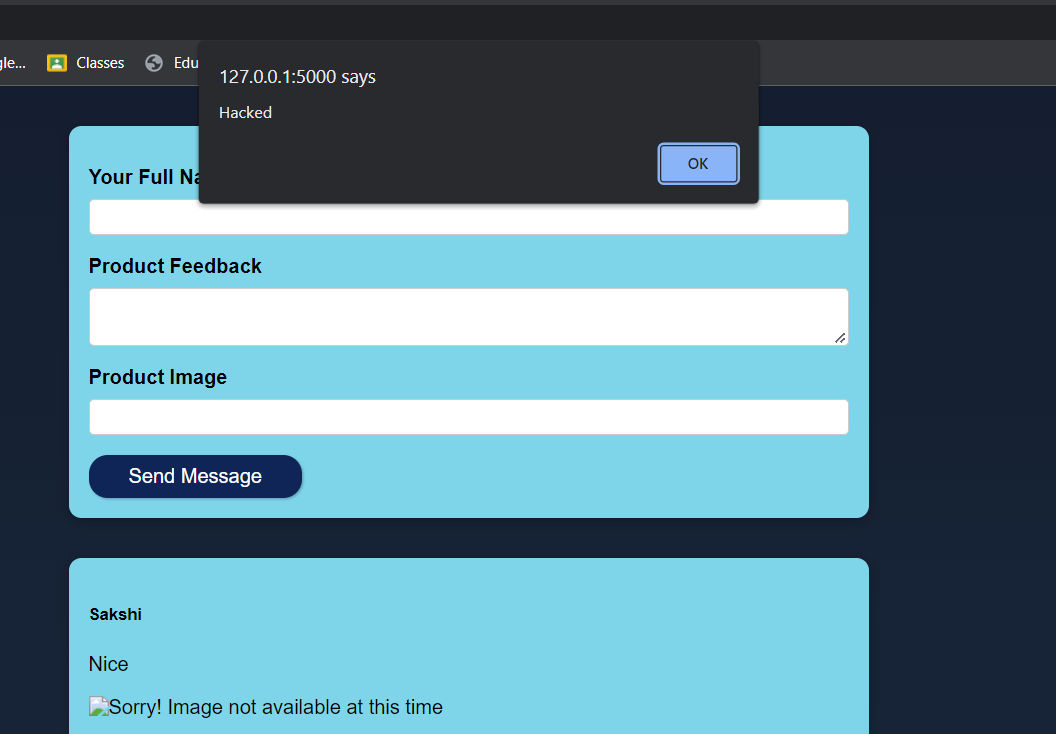 gle...
Classes
Edu
127.0.0.1:5000 says
Hacked
OK
Your Full Na
Product Feedback
Product Image
Send Message
Sakshi
Nice
Sorry! Image not available at this time